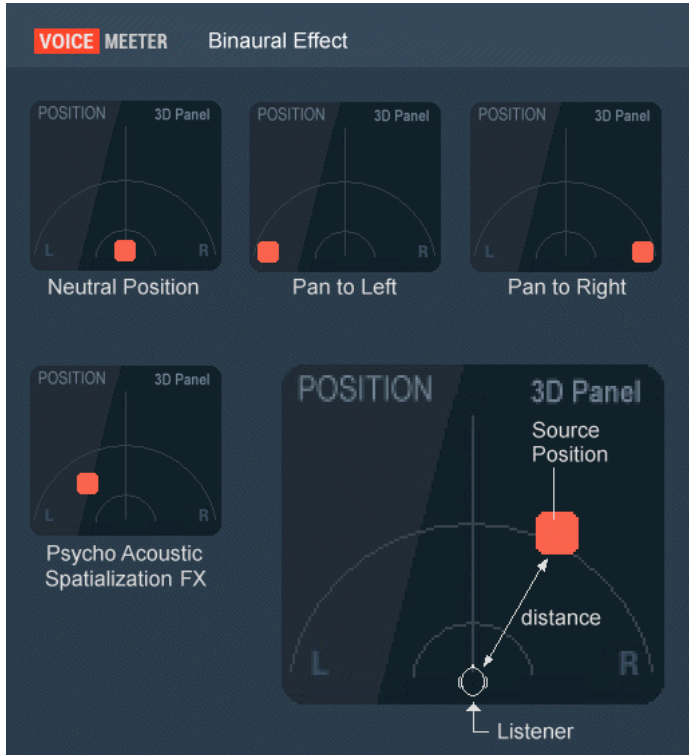 VOICE MEETER Binaural Effect
POSITION 3D Panel
L R
Neutral Position
POSITION 3D Panel
R
Pan to Left
POSITION 3D Panel
L
Pan to Right
POSITION 3D Panel
L R
Psycho Acoustic
Spatialization FX
POSITION 3D Panel
Source
Position
distance
L R
Listener